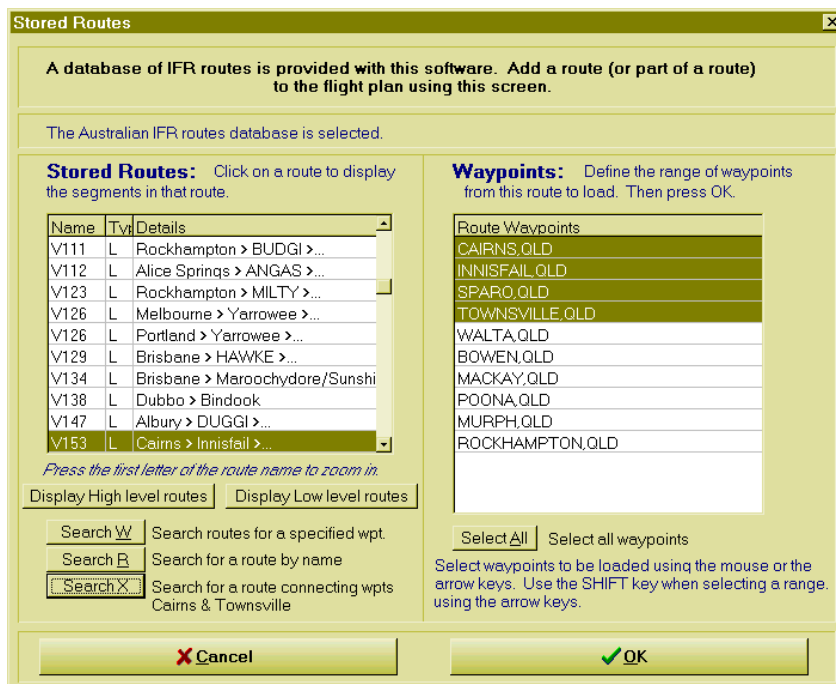 Stored Routes
A database of IFR routes is provided with this software. Add a route (or part of a route)
to the flight plan using this screen.
The Australian IFR routes database is selected.
Stored Routes: Click on a route to display
the segments in that route.
Name Typ Details
V111 L Rockhampton > BUDGI >...
V112 L Alice Springs > ANGAS >...
V123 L Rockhampton > MILTY >...
V126 L Melbourne > Yarrowee >...
V126 L Portland > Yarrowee >...
V129 L Brisbane > HAWKE >...
V134 L Brisbane > Maroochydore/Sunshi
V138 L Dubbo > Bindook
V147 L Albury > DUGGI >...
V153 L Cairns > Innisfail >...
Press the first letter of the route name to zoom in.
Display High level routes Display Low level routes
Search W Search routes for a specified wpt.
Search R Search for a route by name
Search X Search for a route connecting wpts
Cairns & Townsville
Waypoints: Define the range of waypoints
from this route to load. Then press OK.
Route Waypoints
CAIRNS,QLD
INNISFAIL,QLD
SPARO,QLD
TOWNSVILLE,QLD
WALTA,QLD
BOWEN,QLD
MACKAY,QLD
POONA,QLD
MURPH,QLD
ROCKHAMPTON,QLD
Select All Select all waypoints
Select waypoints to be loaded using the mouse or the
arrow keys. Use the SHIFT key when selecting a range.
using the arrow keys.
Cancel
OK